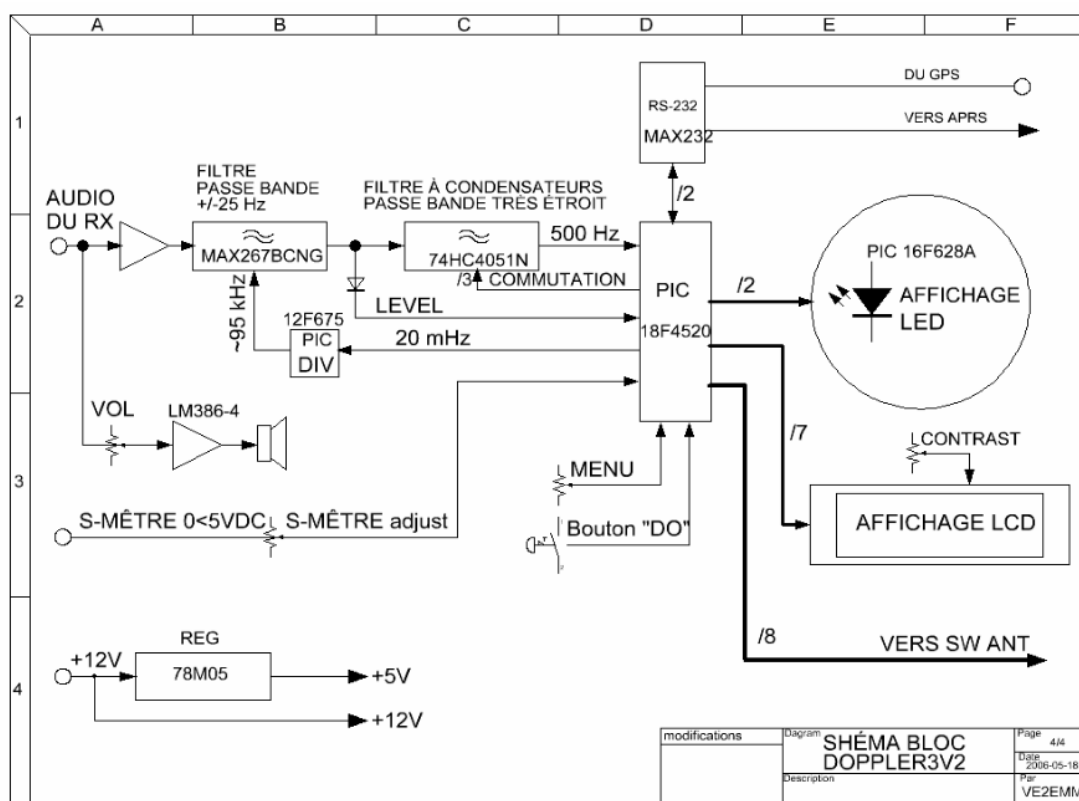 A B C D E F
1
2
3
4
DU GPS
RS-232
MAX232
VERS APRS
/2
FILTRE
PASSE BANDE
+/-25 Hz
FILTRE À CONDENSATEURS
PASSE BANDE TRÈS ÉTROIT
AUDIO
DU RX
MAX267BCNG
74HC4051N
500 Hz
/3 COMMUTATION
PIC
18F4520
/2
PIC 16F628A
AFFICHAGE
LED
LEVEL
~95 kHz
12F675
PIC
DIV
20 mHz
VOL
LM386-4
/7
CONTRAST
MENU
S-MÊTRE 0<5VDC
S-MÊTRE adjust
Bouton "DO"
AFFICHAGE LCD
/8
VERS SW ANT
REG
+12V
78M05
+5V
+12V
modifications
Diagram
SHÉMA BLOC
DOPPLER3V2
Page
4/4
Date
2006-05-18
Description
Par
VE2EMM